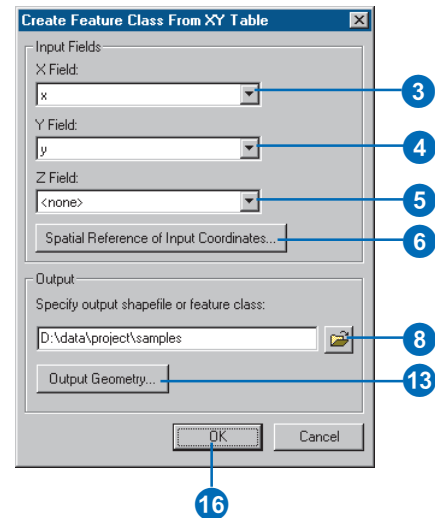 Create Feature Class From XY Table
Input Fields
X Field:
x
3
Y Field:
y
4
Z Field:
<none>
5
Spatial Reference of Input Coordinates...
6
Output
Specify output shapefile or feature class:
D:\data\project\samples
8
Output Geometry...
13
OK
Cancel
16